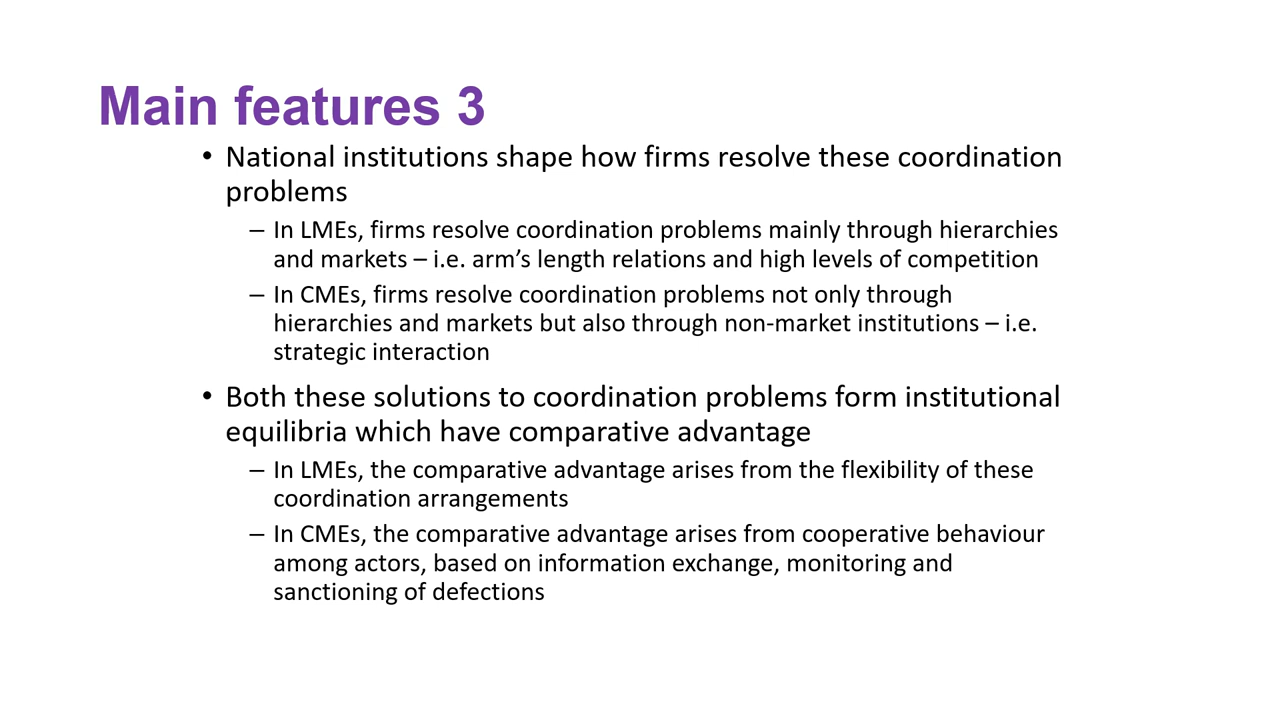 Main features 3
• National institutions shape how firms resolve these coordination
problems
– In LMEs, firms resolve coordination problems mainly through hierarchies
and markets – i.e. arm’s length relations and high levels of competition
– In CMEs, firms resolve coordination problems not only through
hierarchies and markets but also through non-market institutions – i.e.
strategic interaction
• Both these solutions to coordination problems form institutional
equilibria which have comparative advantage
– In LMEs, the comparative advantage arises from the flexibility of these
coordination arrangements
– In CMEs, the comparative advantage arises from cooperative behaviour
among actors, based on information exchange, monitoring and
sanctioning of defections